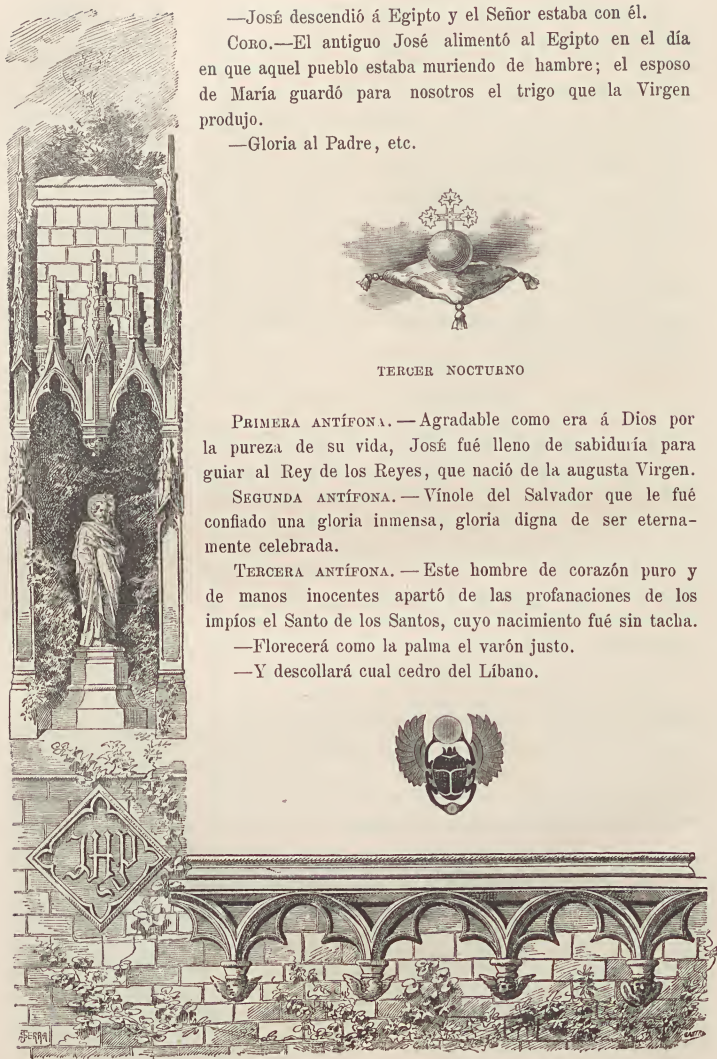 —José descendió á Egipto y el Señor estaba con él.
Coro.—El antiguo José alimentó al Egipto en el día
en que aquel pueblo estaba muriendo de hambre; el esposo
de María guardó para nosotros el trigo que la Virgen
produjo.
—Gloria al Padre, etc.
TERCER NOCTURNO
Primera antífona.—Agradable como era á Dios por
la pureza de su vida, José fué lleno de sabiduría para
guiar al Rey de los Reyes, que nació de la augusta Virgen.
Segunda antífona.—Vínole del Salvador que le fué
confiado una gloria inmensa, gloria digna de ser eterna-
mente celebrada.
Tercera antífona.—Este hombre de corazón puro y
de manos inocentes apartó de las profanaciones de los
impíos el Santo de los Santos, cuyo nacimiento fué sin tacha.
—Florecerá como la palma el varón justo.
—Y descollará cual cedro del Líbano.
JHP
SERRA